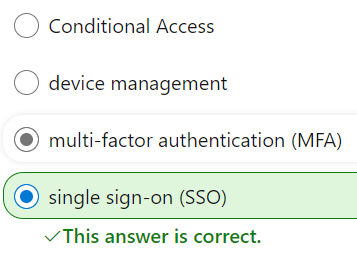 Conditional Access
device management
multi-factor authentication (MFA)
single sign-on (SSO)
This answer is correct.